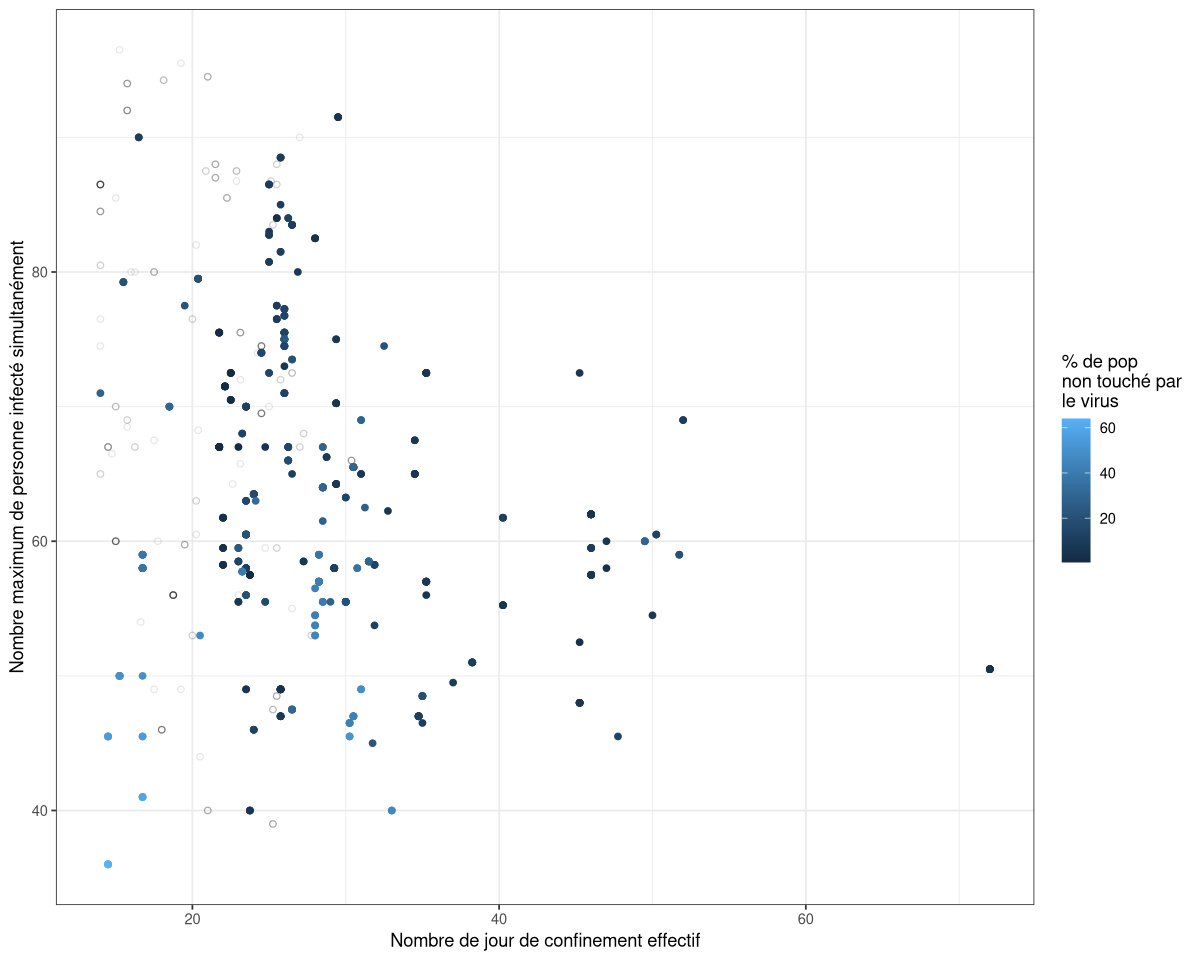 Nombre maximum de personne infecté simultanément
80
60
40
20
40
60
Nombre de jour de confinement effectif
% de pop
non touché par
le virus
60
40
20